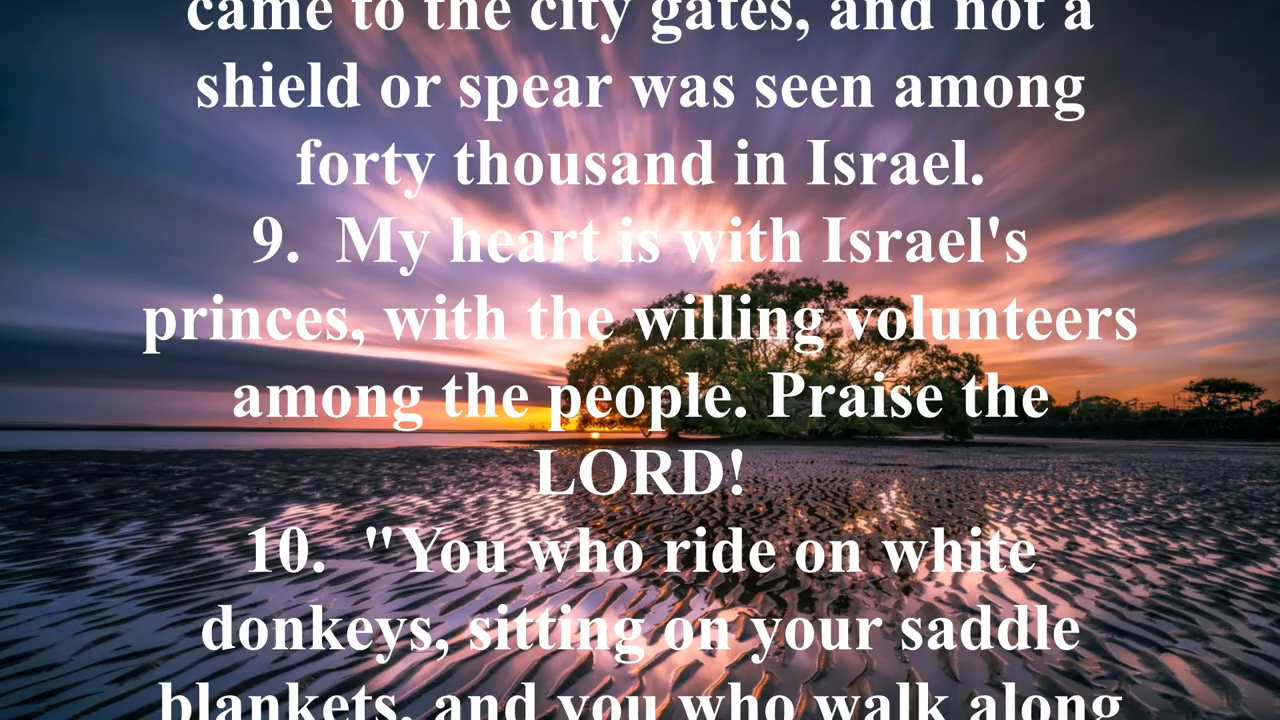 came to the city gates, and not a
shield or spear was seen among
forty thousand in Israel.
9.  My heart is with Israel's
princes, with the willing volunteers
among the people. Praise the
LORD!
10.  "You who ride on white
donkeys, sitting on your saddle
blankets, and you who walk along